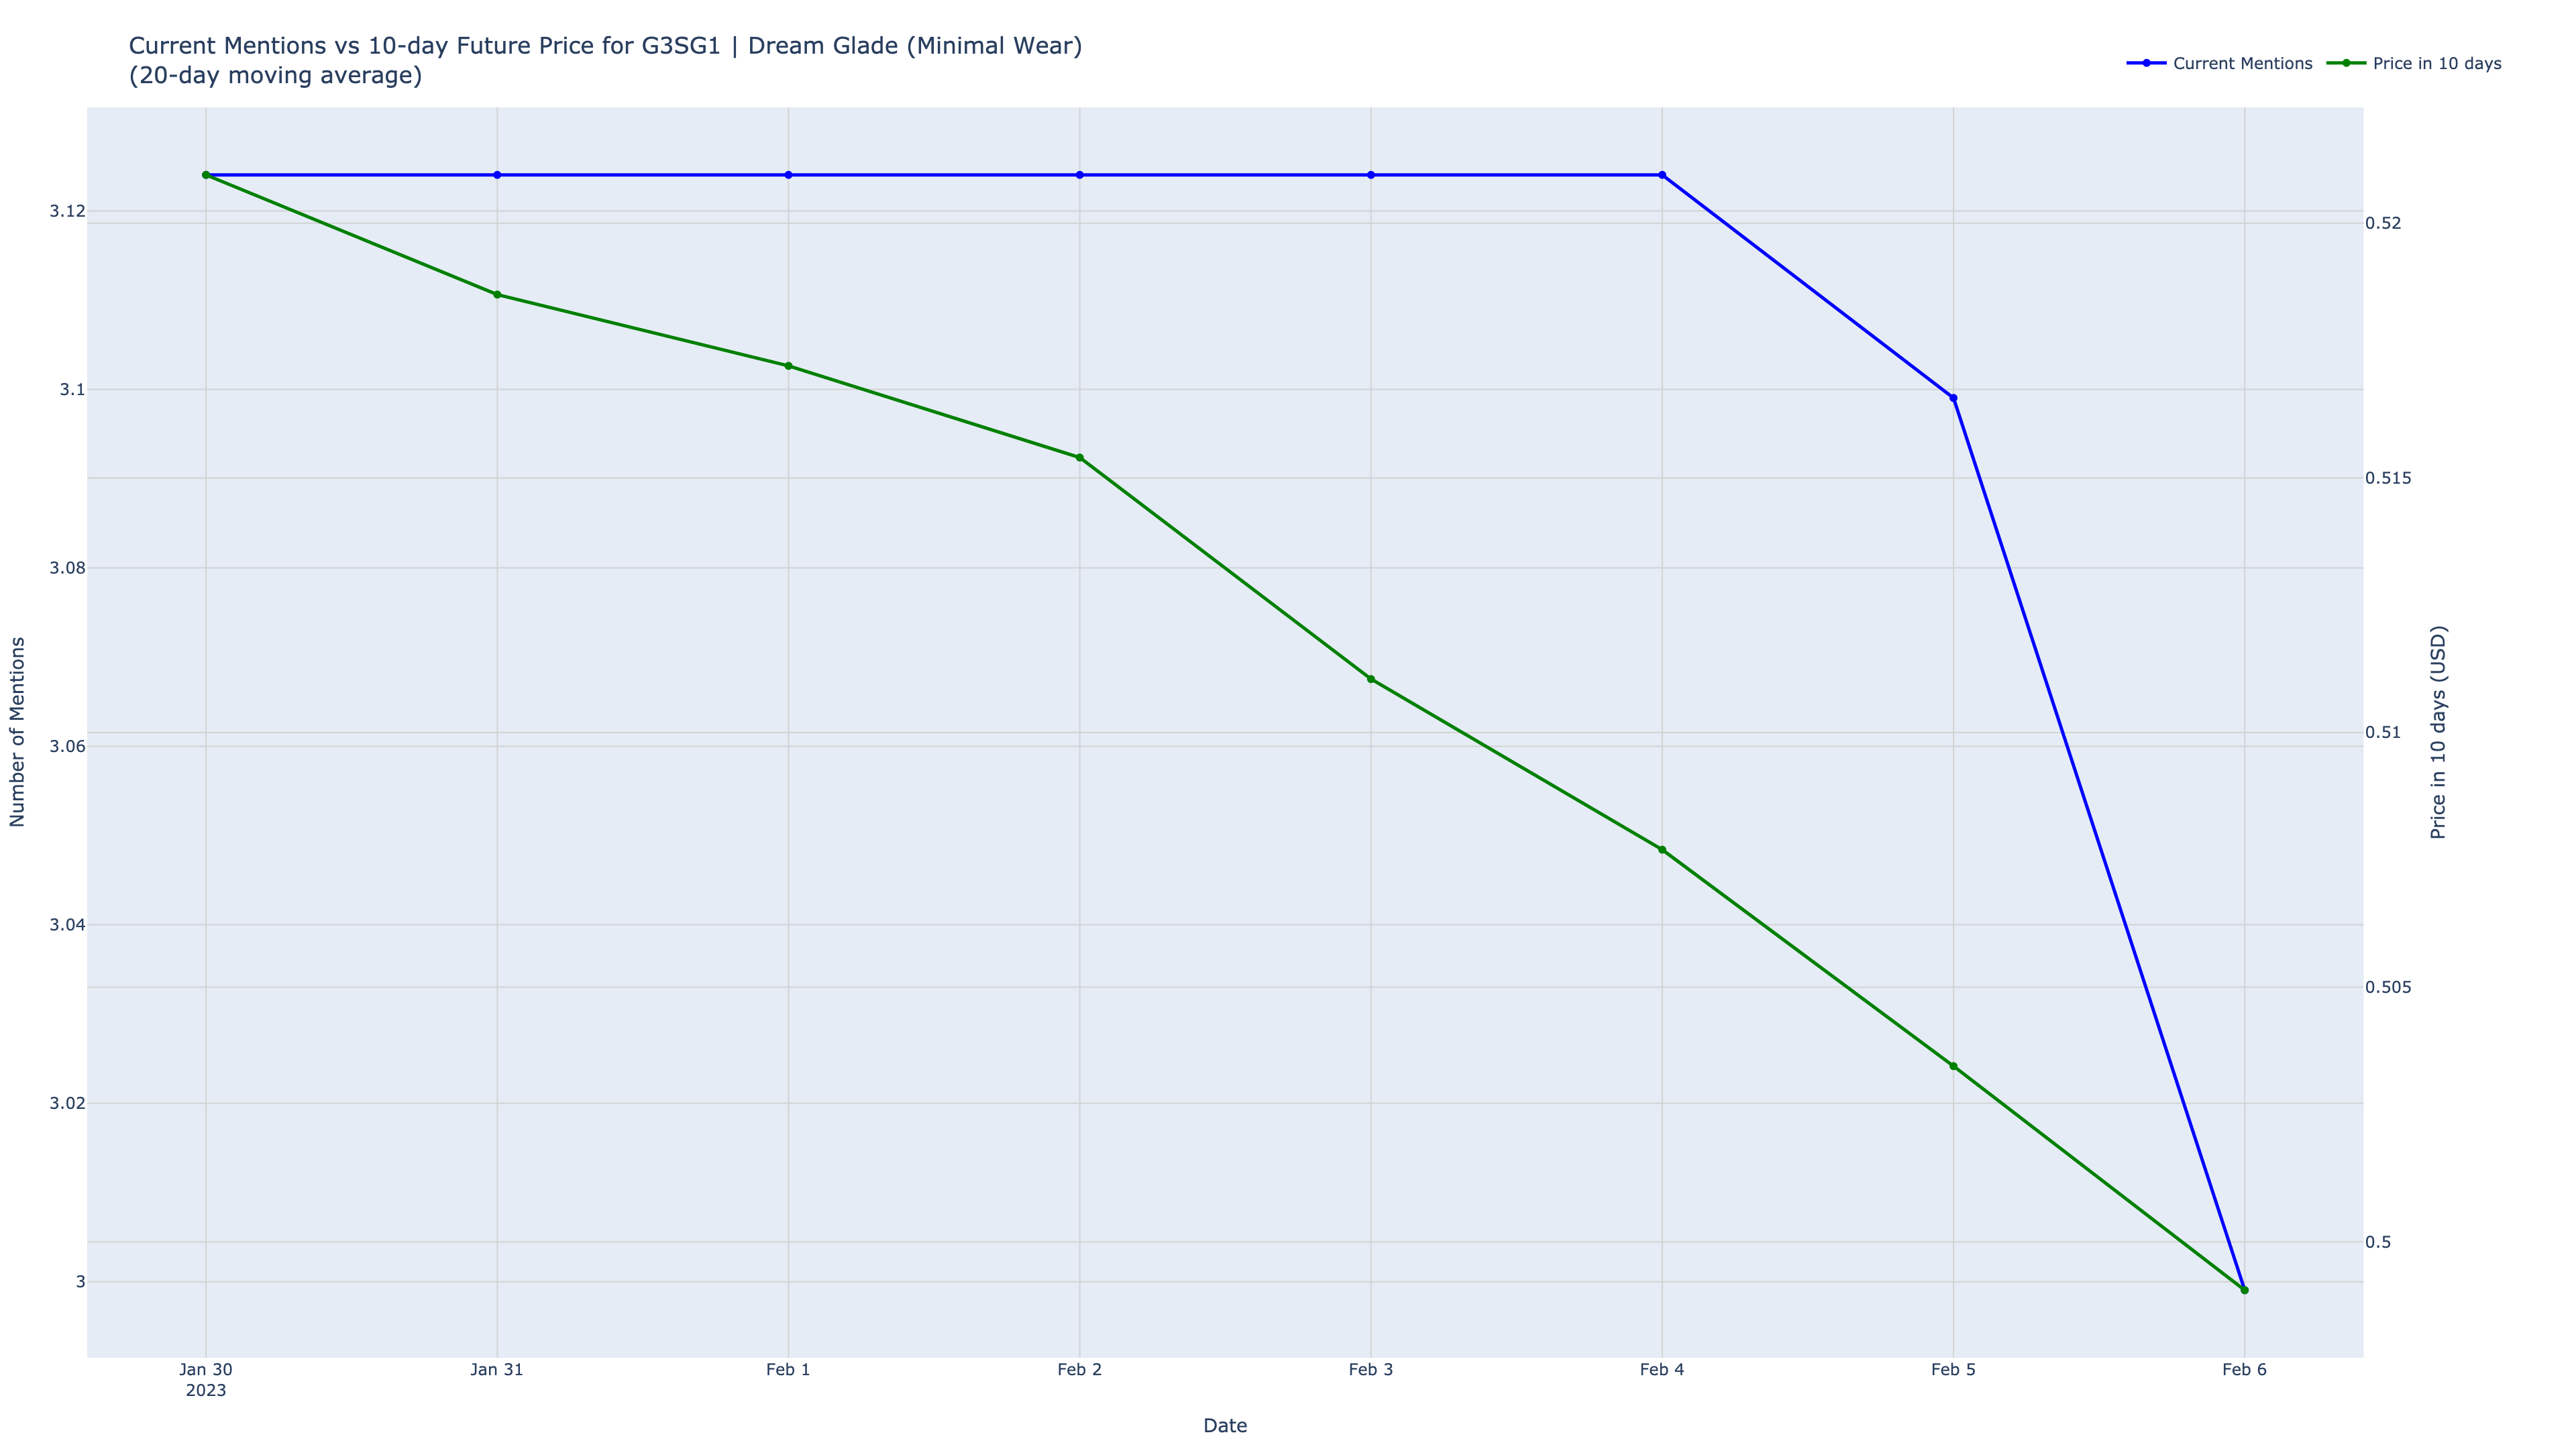 Current Mentions vs 10-day Future Price for G3SG1 | Dream Glade (Minimal Wear)
(20-day moving average)
Current Mentions
Price in 10 days
3.12
3.1
3.08
3.06
3.04
3.02
3
Number of Mentions
0.52
0.515
0.51
0.505
0.5
Price in 10 days (USD)
Jan 30
2023
Jan 31
Feb 1
Feb 2
Feb 3
Feb 4
Feb 5
Feb 6
Date